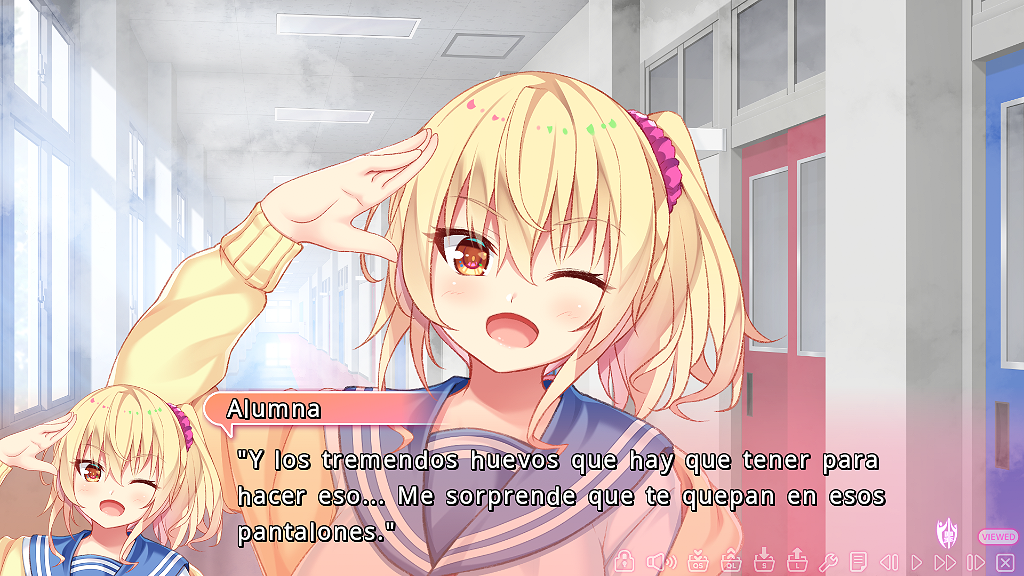 Alumna
"Y los tremendos huevos que hay que tener para
hacer eso... Me sorprende que te quepan en esos
pantalones."
VIEWED